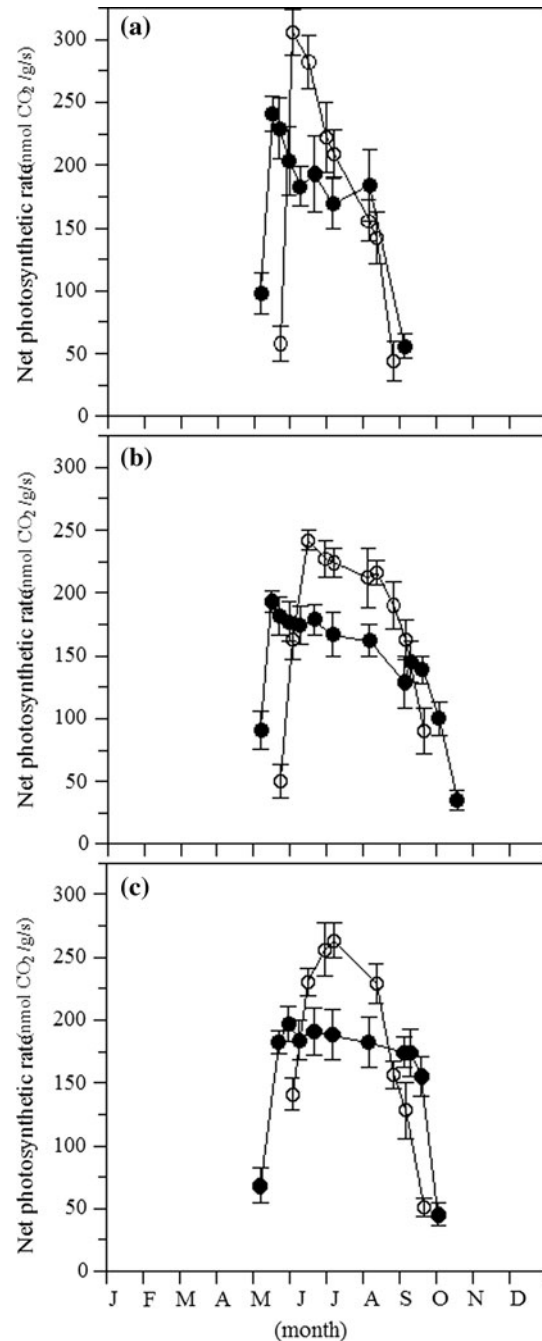 (a)
Net photosynthetic rate(nmol CO2 /g/s)
300
250
200
150
100
50
0
(b)
Net photosynthetic rate(nmol CO2 /g/s)
300
250
200
150
100
50
0
(c)
Net photosynthetic rate(nmol CO2 /g/s)
300
250
200
150
100
50
0
J F M A M J J A S O N D
(month)